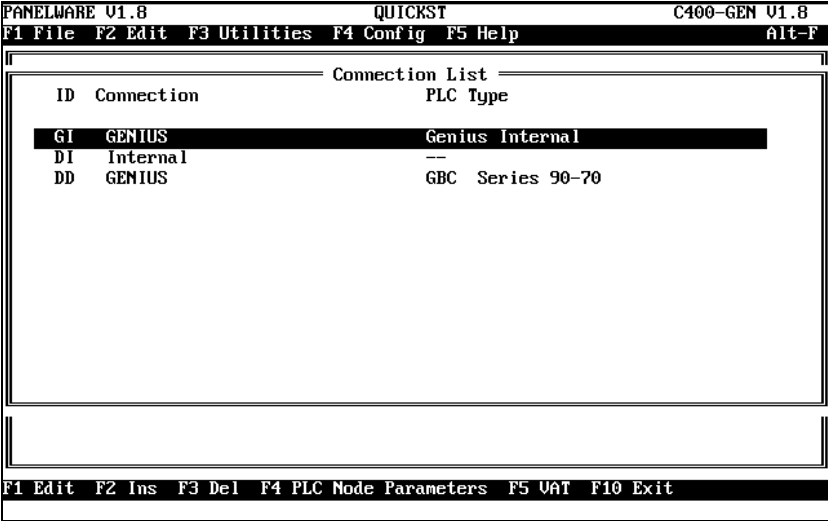 PANELWARE V1.8 QUICKST C400-GEN V1.8
F1 File F2 Edit F3 Utilities F4 Config F5 Help Alt-F
Connection List
ID Connection PLC Type
GI GENIUS Genius Internal
DI Internal --
DD GENIUS GBC Series 90-70
F1 Edit F2 Ins F3 Del F4 PLC Node Parameters F5 VAT F10 Exit